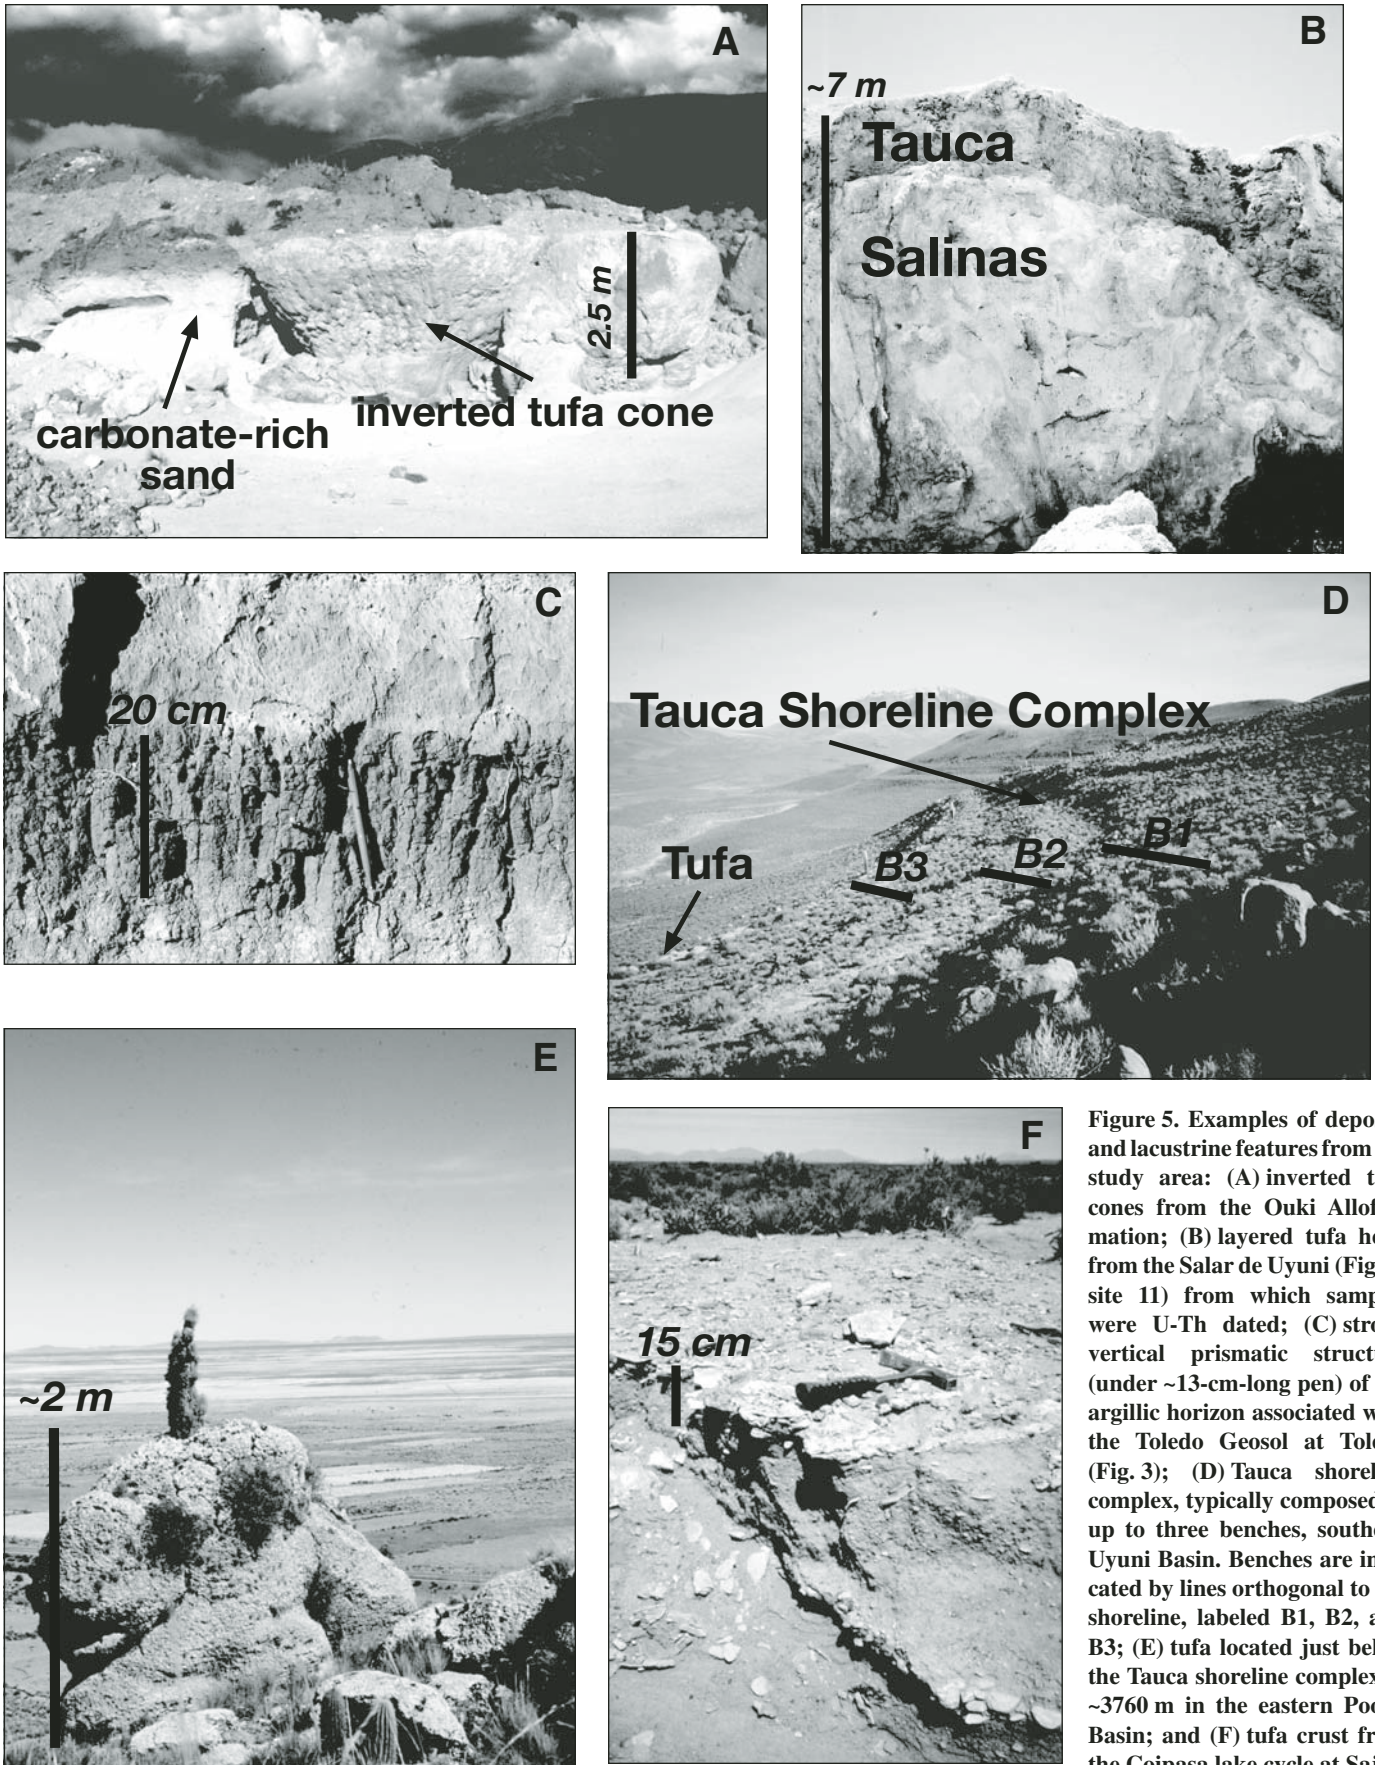 A
2.5 m
carbonate-rich
sand
inverted tufa cone
B
~7 m
Tauca
Salinas
C
20 cm
D
Tauca Shoreline Complex
Tufa
B3
B2
B1
E
~2 m
F
15 cm
Figure 5. Examples of depo
and lacustrine features from
study area: (A) inverted t
cones from the Ouki Allof
mation; (B) layered tufa he
from the Salar de Uyuni (Fig
site 11) from which samp
were U-Th dated; (C) stro
vertical prismatic struct
(under ~13-cm-long pen) of
argillic horizon associated w
the Toledo Geosol at Tole
(Fig. 3); (D) Tauca shorel
complex, typically composed
up to three benches, southe
Uyuni Basin. Benches are in
cated by lines orthogonal to
shoreline, labeled B1, B2, a
B3; (E) tufa located just bel
the Tauca shoreline complex
~3760 m in the eastern Poo
Basin; and (F) tufa crust fr
the Coipasa lake cycle at Saj